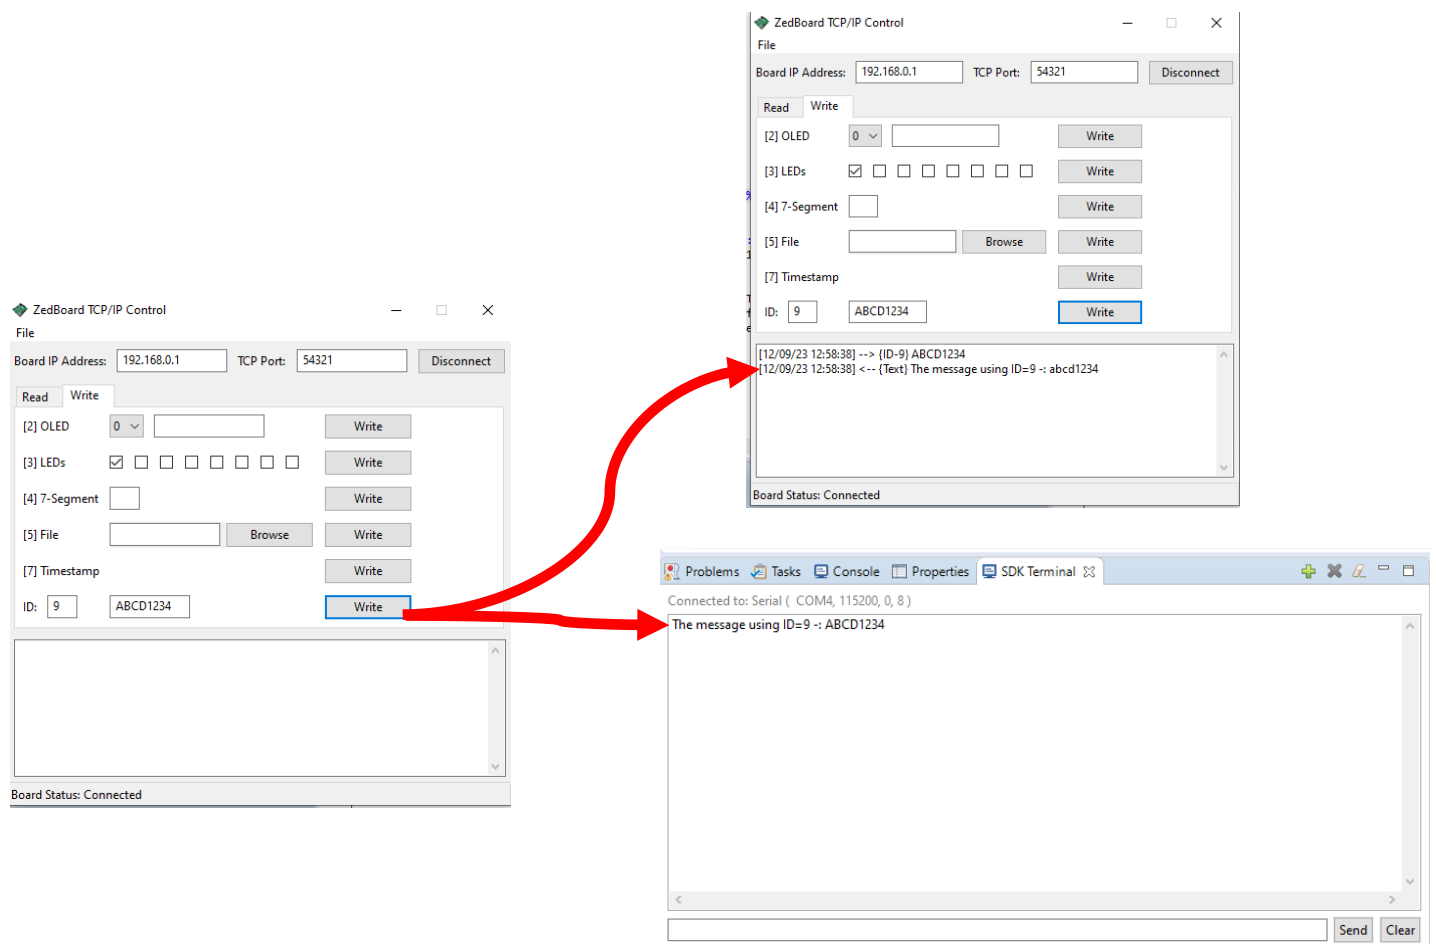 ZedBoard TCP/IP Control
File
Board IP Address: 192.168.0.1 TCP Port: 54321 Disconnect
Read Write
[2] OLED 0 Write
[3] LEDs Write
[4] 7-Segment Write
[5] File Browse Write
[7] Timestamp Write
ID: 9 ABCD1234 Write
[12/09/23 12:58:38] --> {ID-9} ABCD1234
[12/09/23 12:58:38] <-- {Text} The message using ID=9 -: abcd1234
Board Status: Connected
ZedBoard TCP/IP Control
File
Board IP Address: 192.168.0.1 TCP Port: 54321 Disconnect
Read Write
[2] OLED 0 Write
[3] LEDs Write
[4] 7-Segment Write
[5] File Browse Write
[7] Timestamp Write
ID: 9 ABCD1234 Write
Board Status: Connected
Problems Tasks Console Properties SDK Terminal
Connected to: Serial ( COM4, 115200, 0, 8 )
The message using ID=9 -: ABCD1234
Send Clear